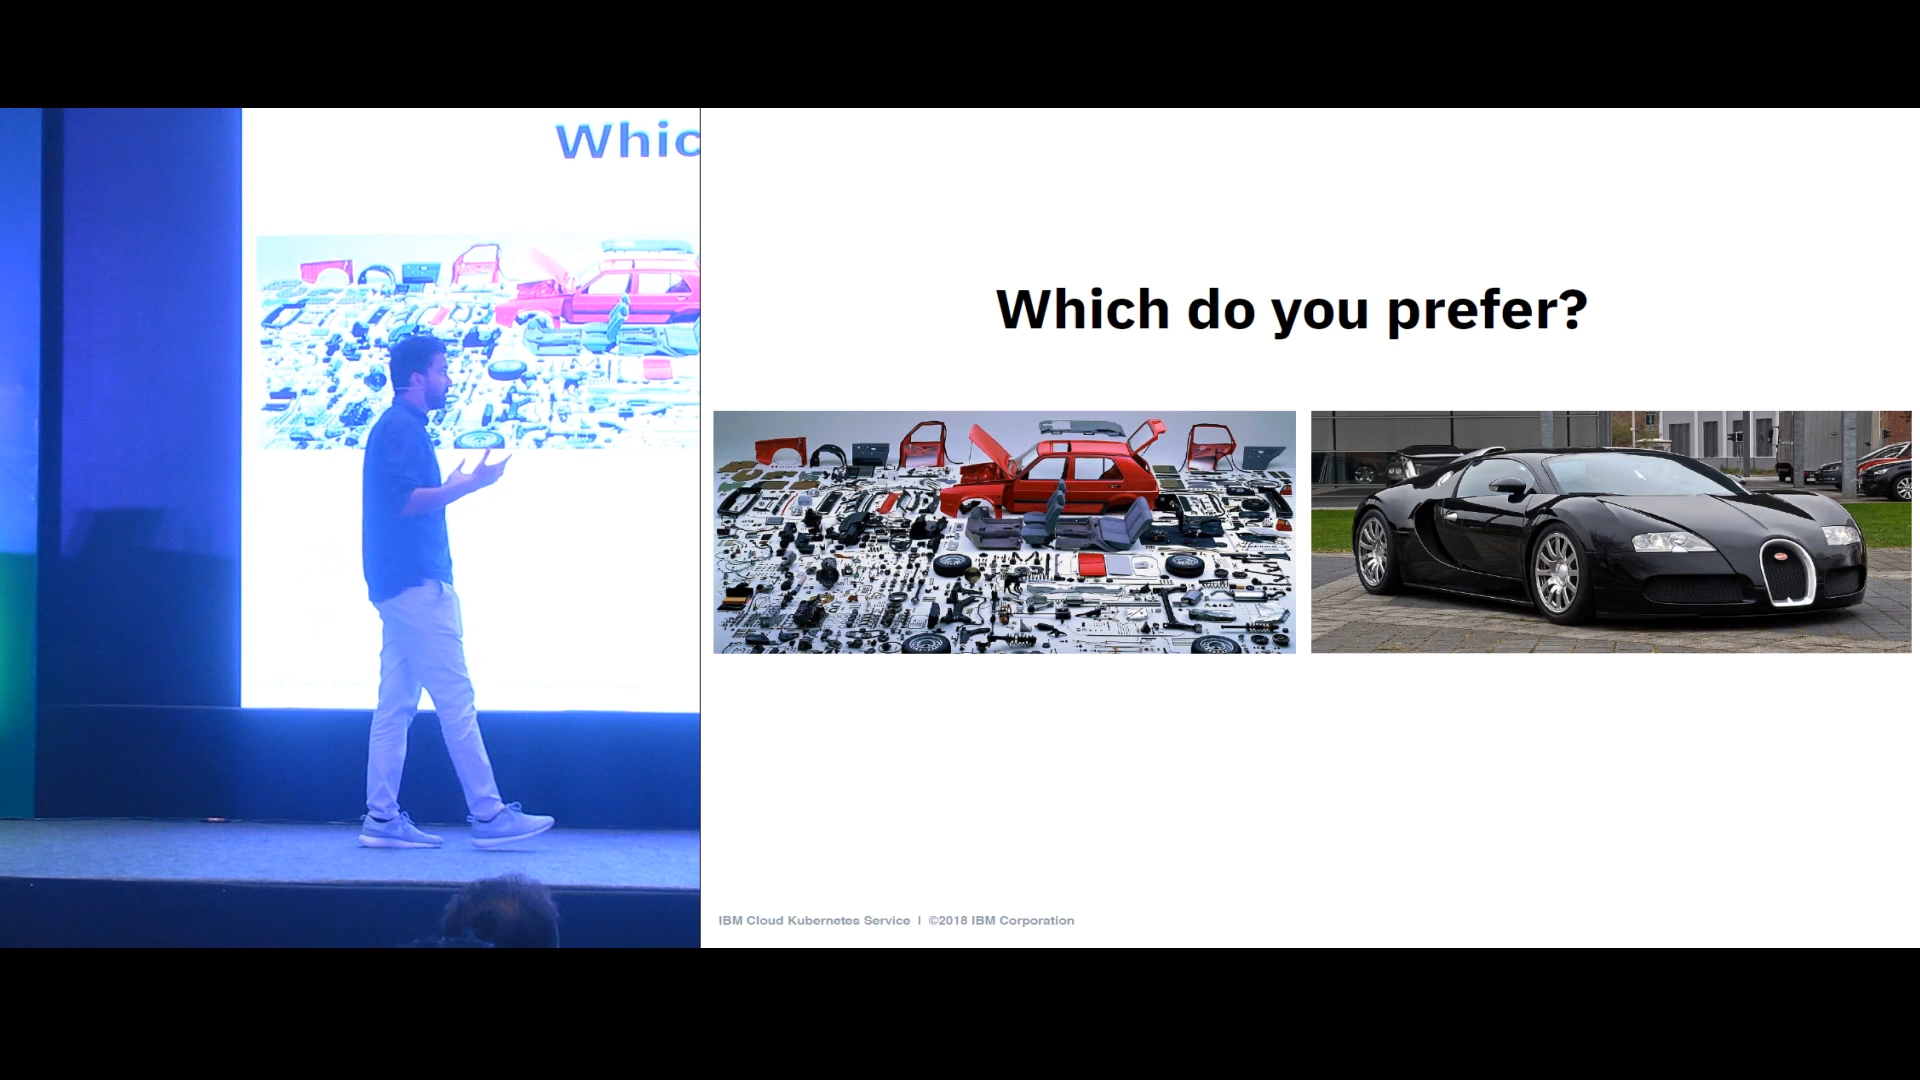 Whic
Which do you prefer?
IBM Cloud Kubernetes Service | ©2018 IBM Corporation